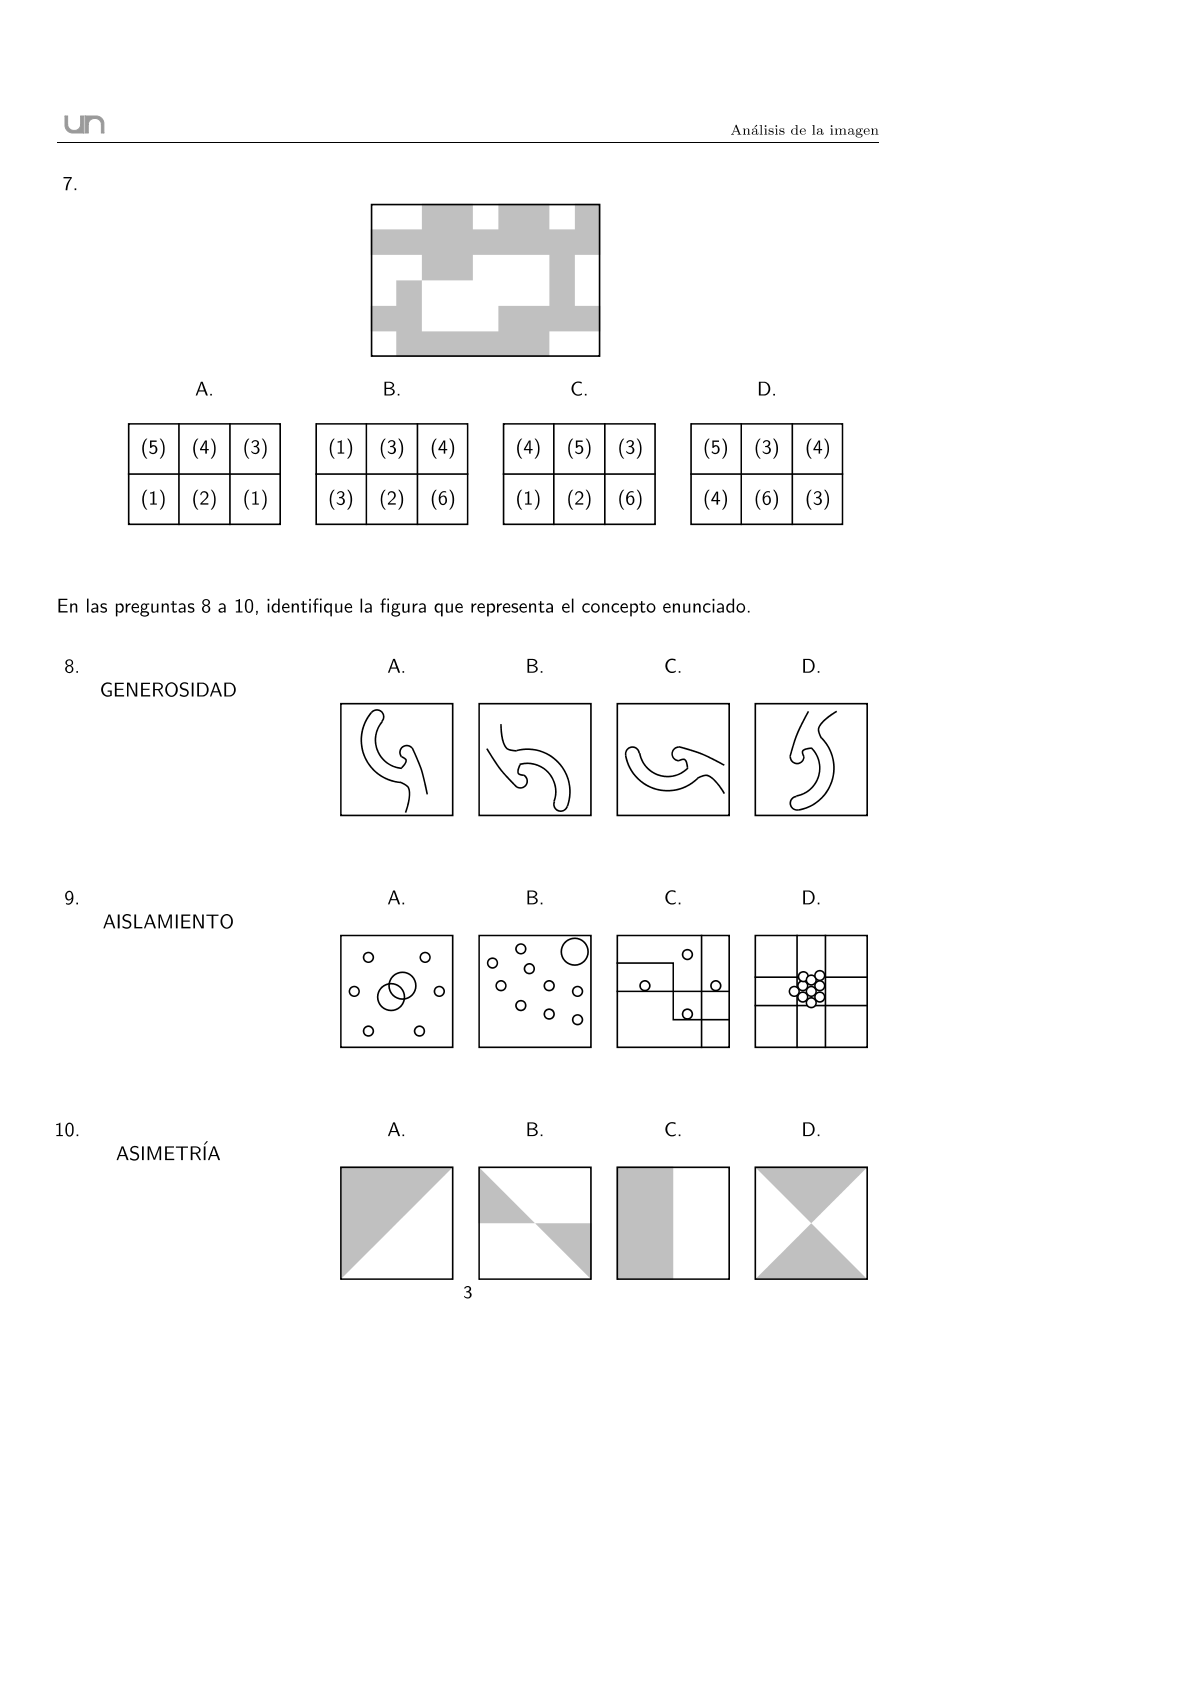 un
Análisis de la imagen
7.
A. B. C. D.
(5) (4) (3) (1) (3) (4) (4) (5) (3) (5) (3) (4)
(1) (2) (1) (3) (2) (6) (1) (2) (6) (4) (6) (3)
En las preguntas 8 a 10, identifique la figura que representa el concepto enunciado.
8. A. B. C. D.
GENEROSIDAD
9. A. B. C. D.
AISLAMIENTO
10. A. B. C. D.
ASIMETRÍA
3